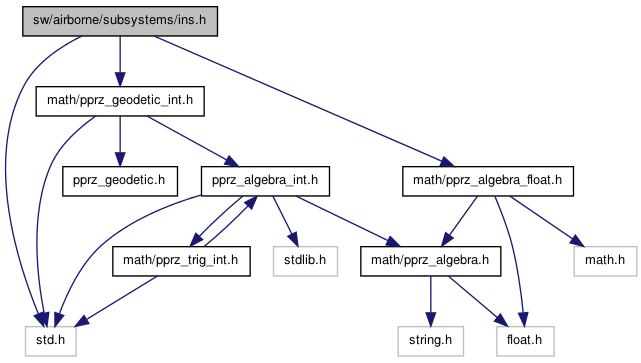 sw/airborne/subsystems/ins.h
math/pprz_geodetic_int.h
pprz_geodetic.h
pprz_algebra_int.h
math/pprz_algebra_float.h
math/pprz_trig_int.h
stdlib.h
math/pprz_algebra.h
math.h
std.h
string.h
float.h